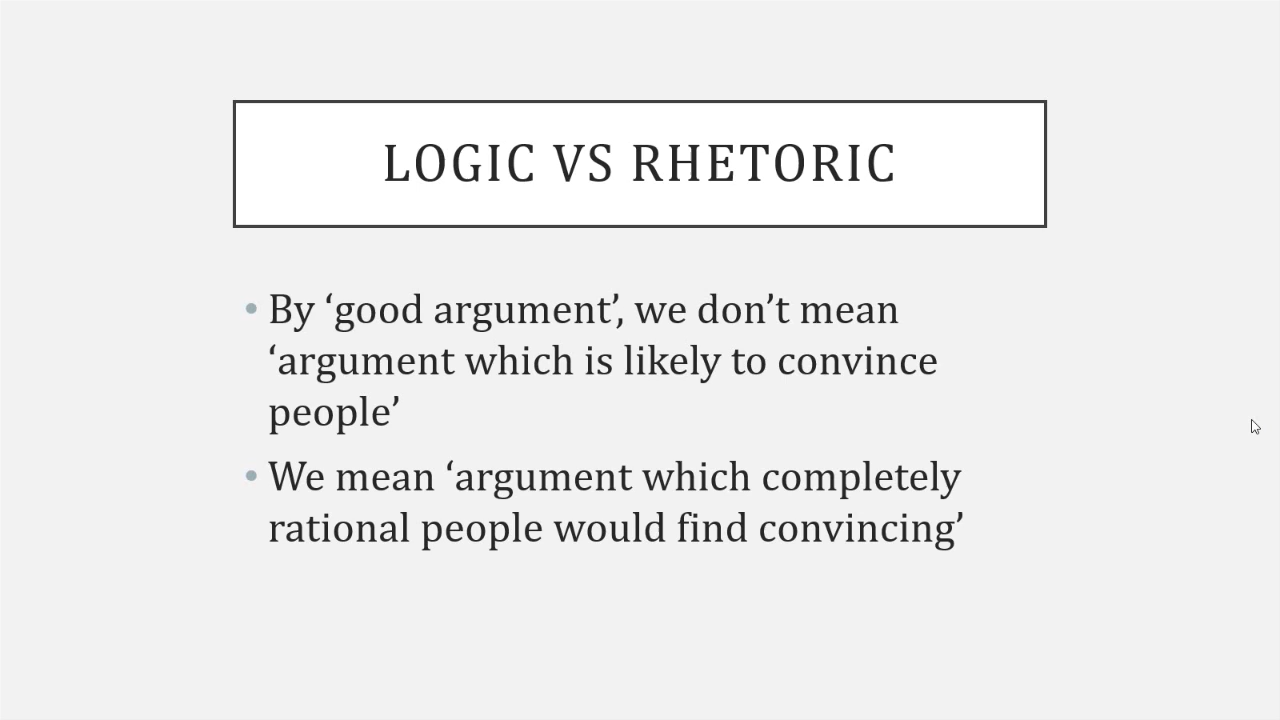 LOGIC VS RHETORIC
• By ‘good argument’, we don’t mean
‘argument which is likely to convince
people’
• We mean ‘argument which completely
rational people would find convincing’